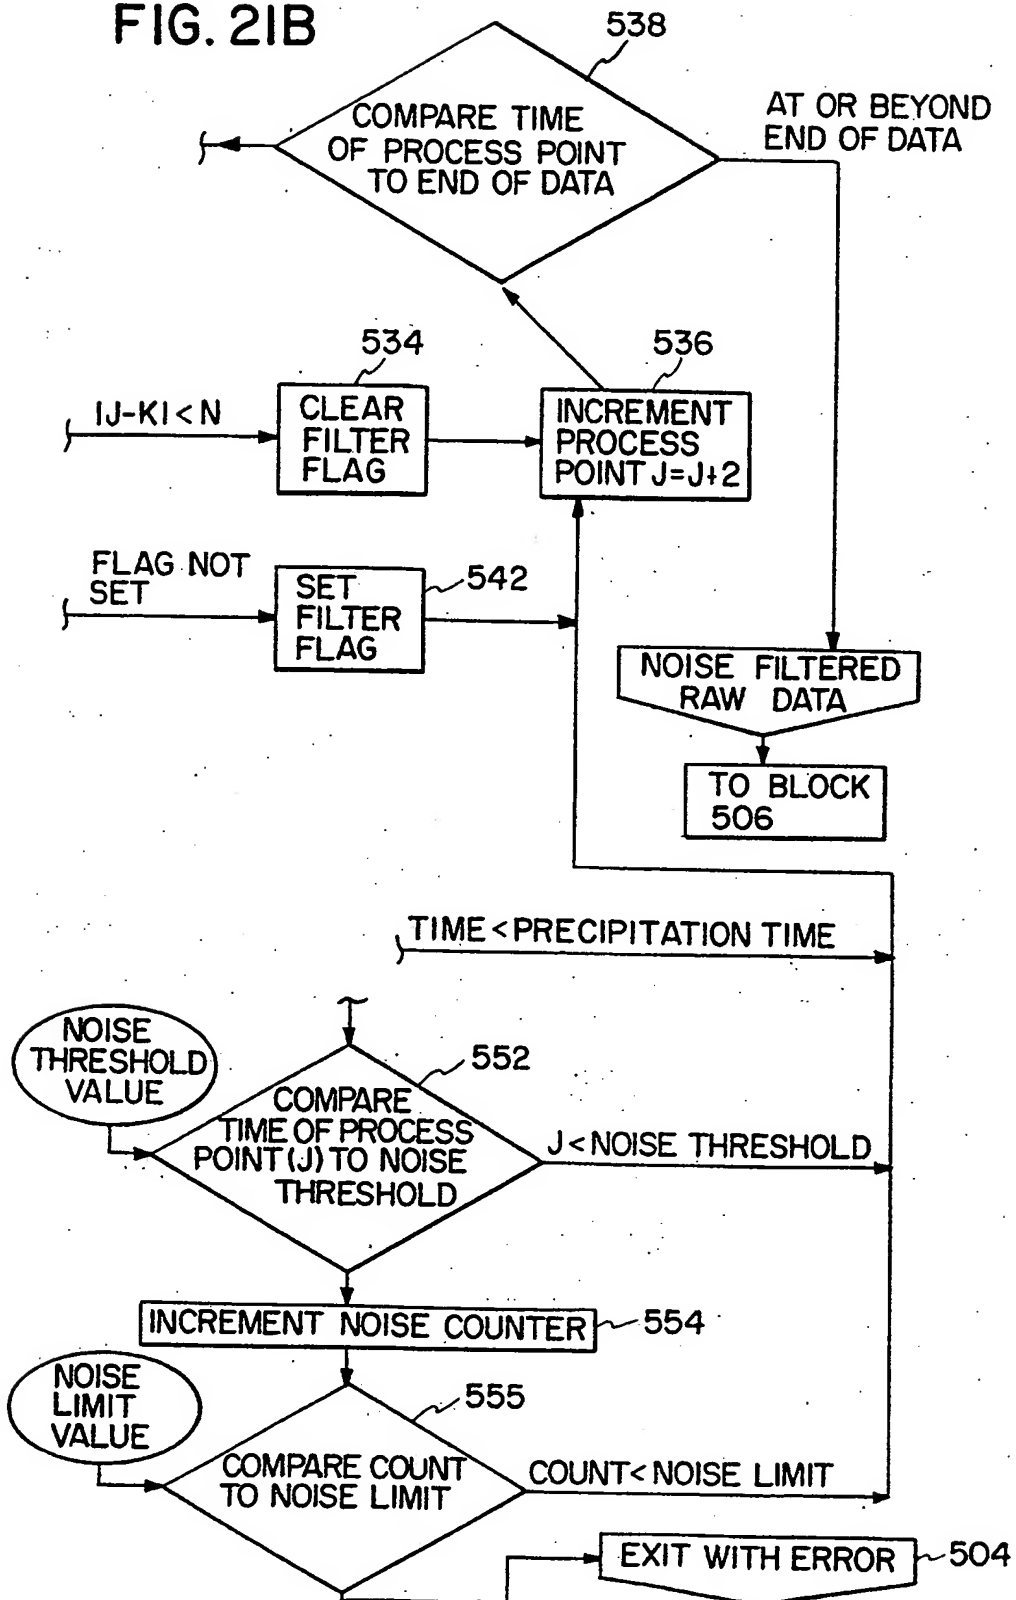 FIG. 21B
538
COMPARE TIME
OF PROCESS POINT
TO END OF DATA
AT OR BEYOND
END OF DATA
534
536
|J-K|<N
CLEAR
FILTER
FLAG
INCREMENT
PROCESS
POINT J=J+2
FLAG NOT
SET
SET
FILTER
FLAG
542
NOISE FILTERED
RAW DATA
TO BLOCK
506
TIME<PRECIPITATION TIME
NOISE
THRESHOLD
VALUE
552
COMPARE
TIME OF PROCESS
POINT (J) TO NOISE
THRESHOLD
J<NOISE THRESHOLD
INCREMENT NOISE COUNTER
554
NOISE
LIMIT
VALUE
555
COMPARE COUNT
TO NOISE LIMIT
COUNT<NOISE LIMIT
EXIT WITH ERROR
504